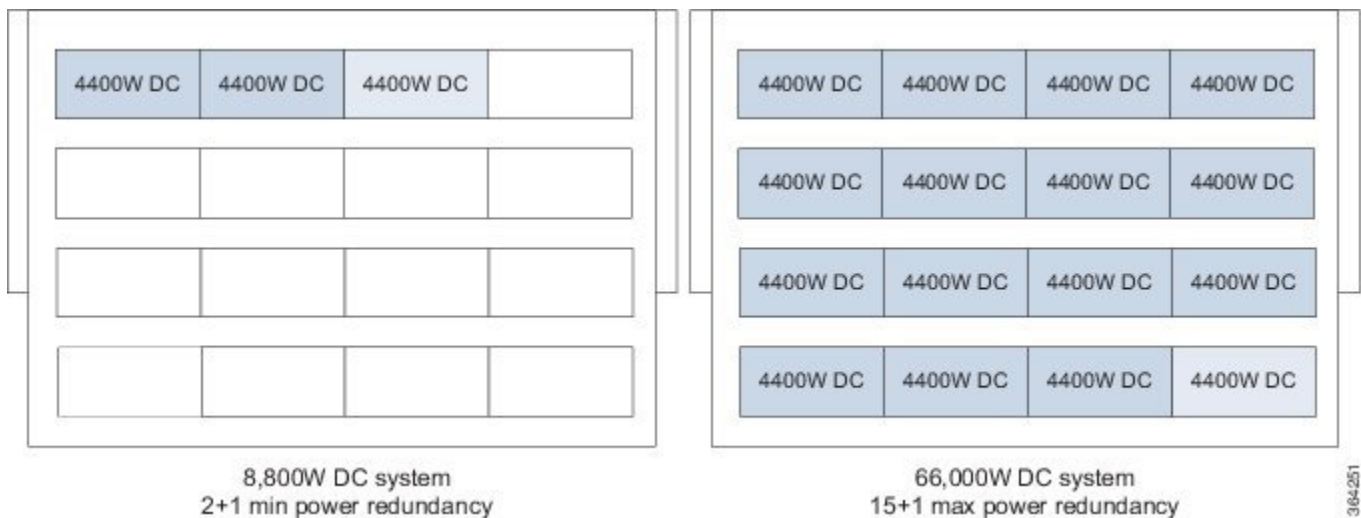 4400W DC 4400W DC 4400W DC
8,800W DC system
2+1 min power redundancy
4400W DC 4400W DC 4400W DC 4400W DC
4400W DC 4400W DC 4400W DC 4400W DC
4400W DC 4400W DC 4400W DC 4400W DC
4400W DC 4400W DC 4400W DC 4400W DC
66,000W DC system
15+1 max power redundancy
364251